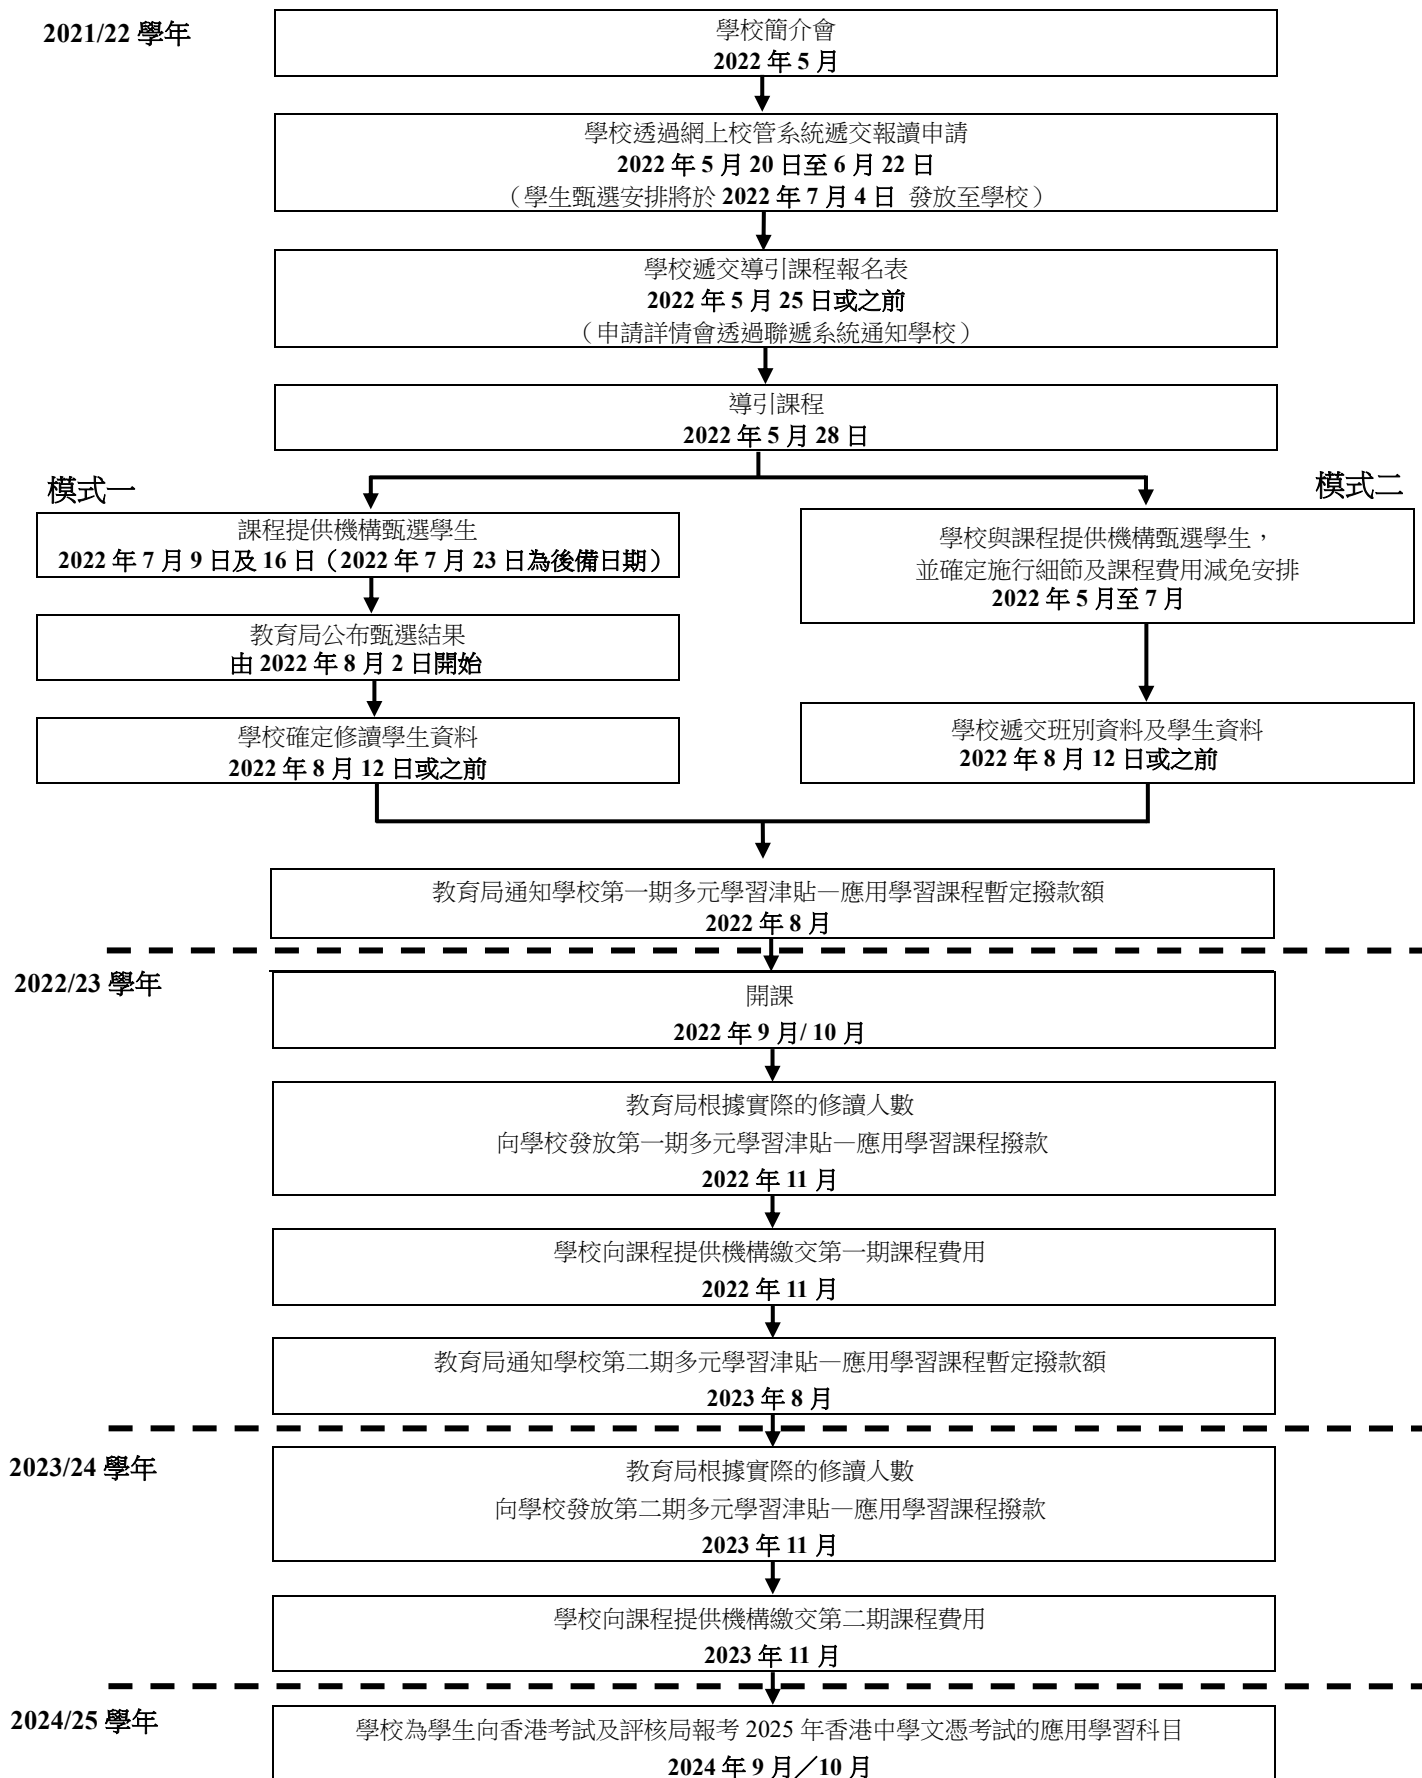 2021/22 學年
學校簡介會
2022 年 5 月
學校透過網上校管系統遞交報讀申請
2022 年 5 月 20 日至 6 月 22 日
（學生甄選安排將於 2022 年 7 月 4 日 發放至學校）
學校遞交導引課程報名表
2022 年 5 月 25 日或之前
（申請詳情會透過聯遞系統通知學校）
導引課程
2022 年 5 月 28 日
模式一
課程提供機構甄選學生
2022 年 7 月 9 日及 16 日（2022 年 7 月 23 日為後備日期）
教育局公布甄選結果
由 2022 年 8 月 2 日開始
學校確定修讀學生資料
2022 年 8 月 12 日或之前
模式二
學校與課程提供機構甄選學生，
並確定施行細節及課程費用減免安排
2022 年 5 月至 7 月
學校遞交班別資料及學生資料
2022 年 8 月 12 日或之前
教育局通知學校第一期多元學習津貼—應用學習課程暫定撥款額
2022 年 8 月
2022/23 學年
開課
2022 年 9 月/ 10 月
教育局根據實際的修讀人數
向學校發放第一期多元學習津貼—應用學習課程撥款
2022 年 11 月
學校向課程提供機構繳交第一期課程費用
2022 年 11 月
教育局通知學校第二期多元學習津貼—應用學習課程暫定撥款額
2023 年 8 月
2023/24 學年
教育局根據實際的修讀人數
向學校發放第二期多元學習津貼—應用學習課程撥款
2023 年 11 月
學校向課程提供機構繳交第二期課程費用
2023 年 11 月
2024/25 學年
學校為學生向香港考試及評核局報考 2025 年香港中學文憑考試的應用學習科目
2024 年 9 月／10 月